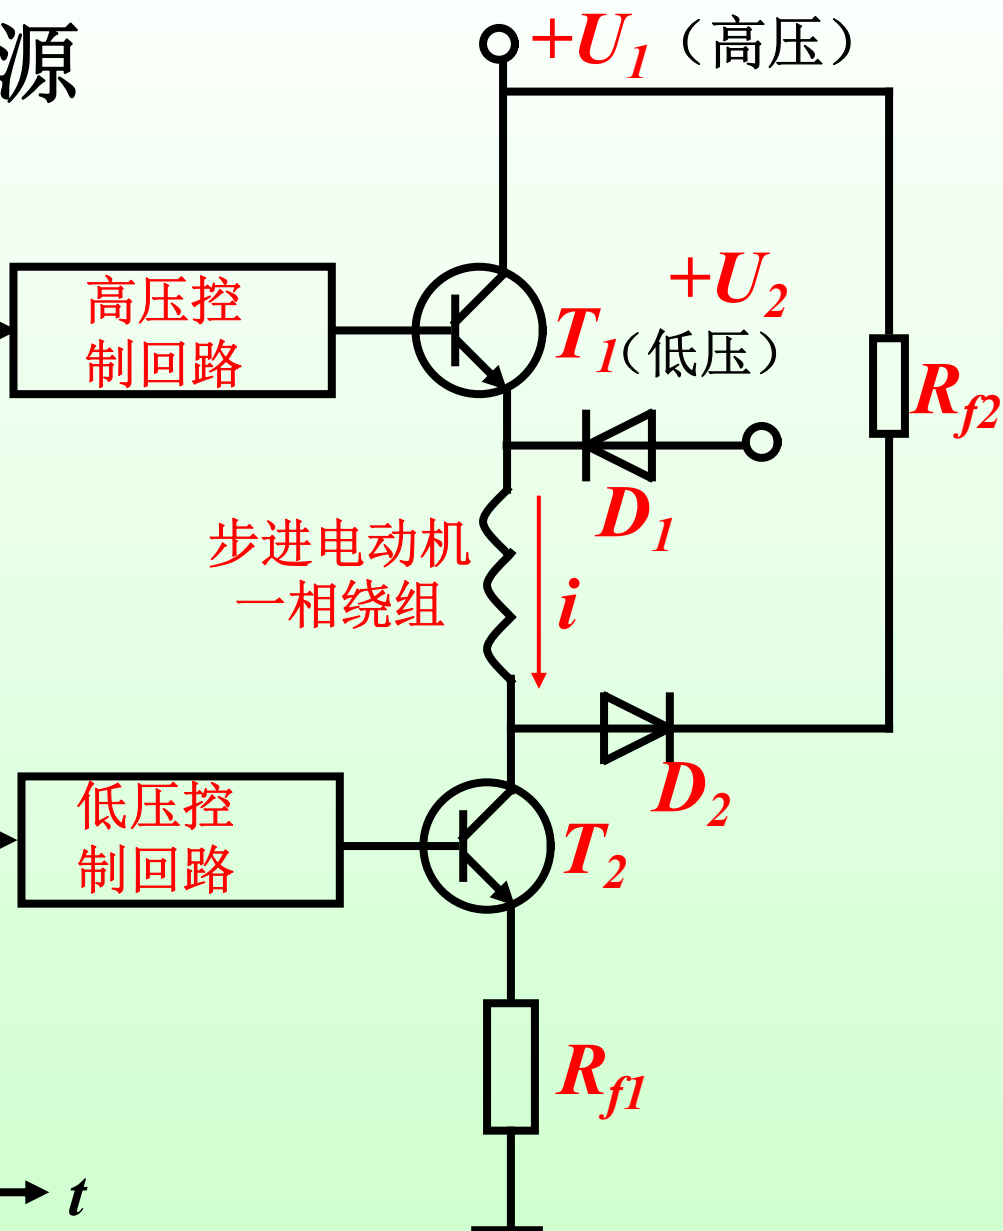 源
+U1（高压）
高压控
制回路
+U2
T1（低压）
Rf2
D1
步进电动机
一相绕组
i
D2
低压控
制回路
T2
Rf1
t